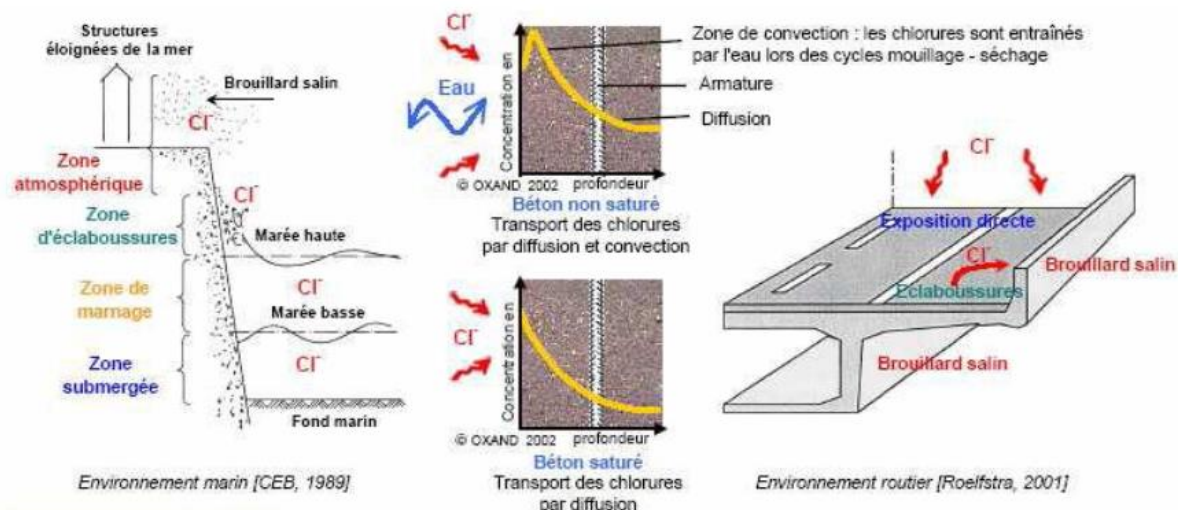 Structures
éloignées de la mer
Brouillard salin
Cl⁻
Zone
atmosphérique
Cl⁻
Zone
d'éclaboussures
Marée haute
Zone de
marnage
Cl⁻
Marée basse
Zone
submergée
Cl⁻
Fond marin
Environnement marin [CEB, 1989]
Cl⁻
Eau
Concentration en
Zone de convection : les chlorures sont entraînés
par l'eau lors des cycles mouillage - séchage
Armature
Diffusion
© OXAND 2002 profondeur
Béton non saturé
Transport des chlorures
par diffusion et convection
Cl⁻
Concentration en
© OXAND 2002 profondeur
Béton saturé
Transport des chlorures
par diffusion
Cl⁻
Exposition directe
Cl⁻
Brouillard salin
Eclaboussures
Brouillard salin
Environnement routier [Roelfstra, 2001]